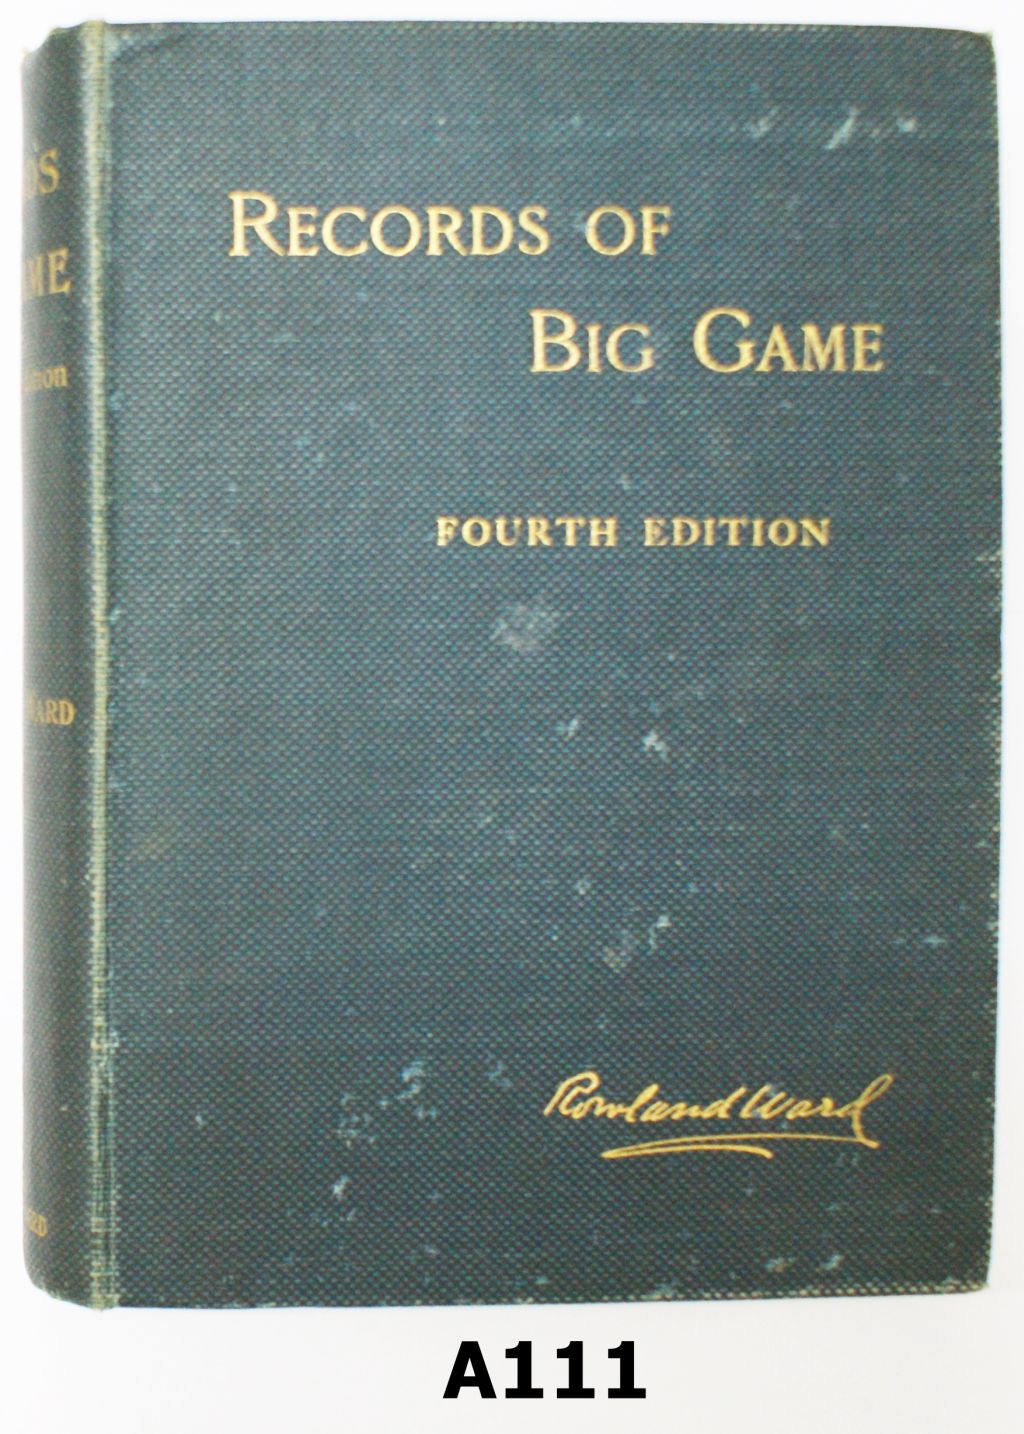 RECORDS OF
BIG GAME
FOURTH EDITION
Rowland Ward
A111